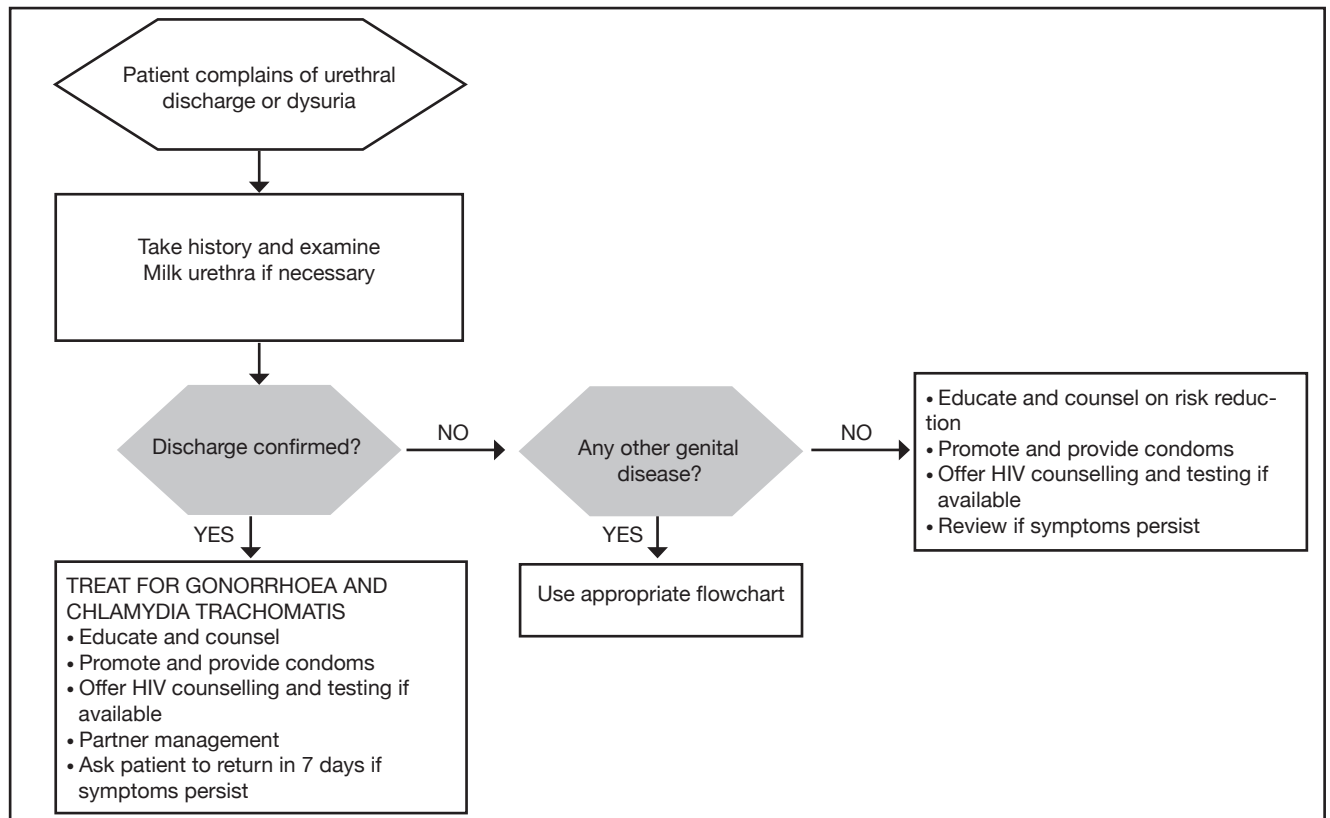 Patient complains of urethral
discharge or dysuria
Take history and examine
Milk urethra if necessary
Discharge confirmed?
NO
Any other genital
disease?
NO
• Educate and counsel on risk reduc-
tion
• Promote and provide condoms
• Offer HIV counselling and testing if
available
• Review if symptoms persist
YES
YES
TREAT FOR GONORRHOEA AND
CHLAMYDIA TRACHOMATIS
• Educate and counsel
• Promote and provide condoms
• Offer HIV counselling and testing if
available
• Partner management
• Ask patient to return in 7 days if
symptoms persist
Use appropriate flowchart